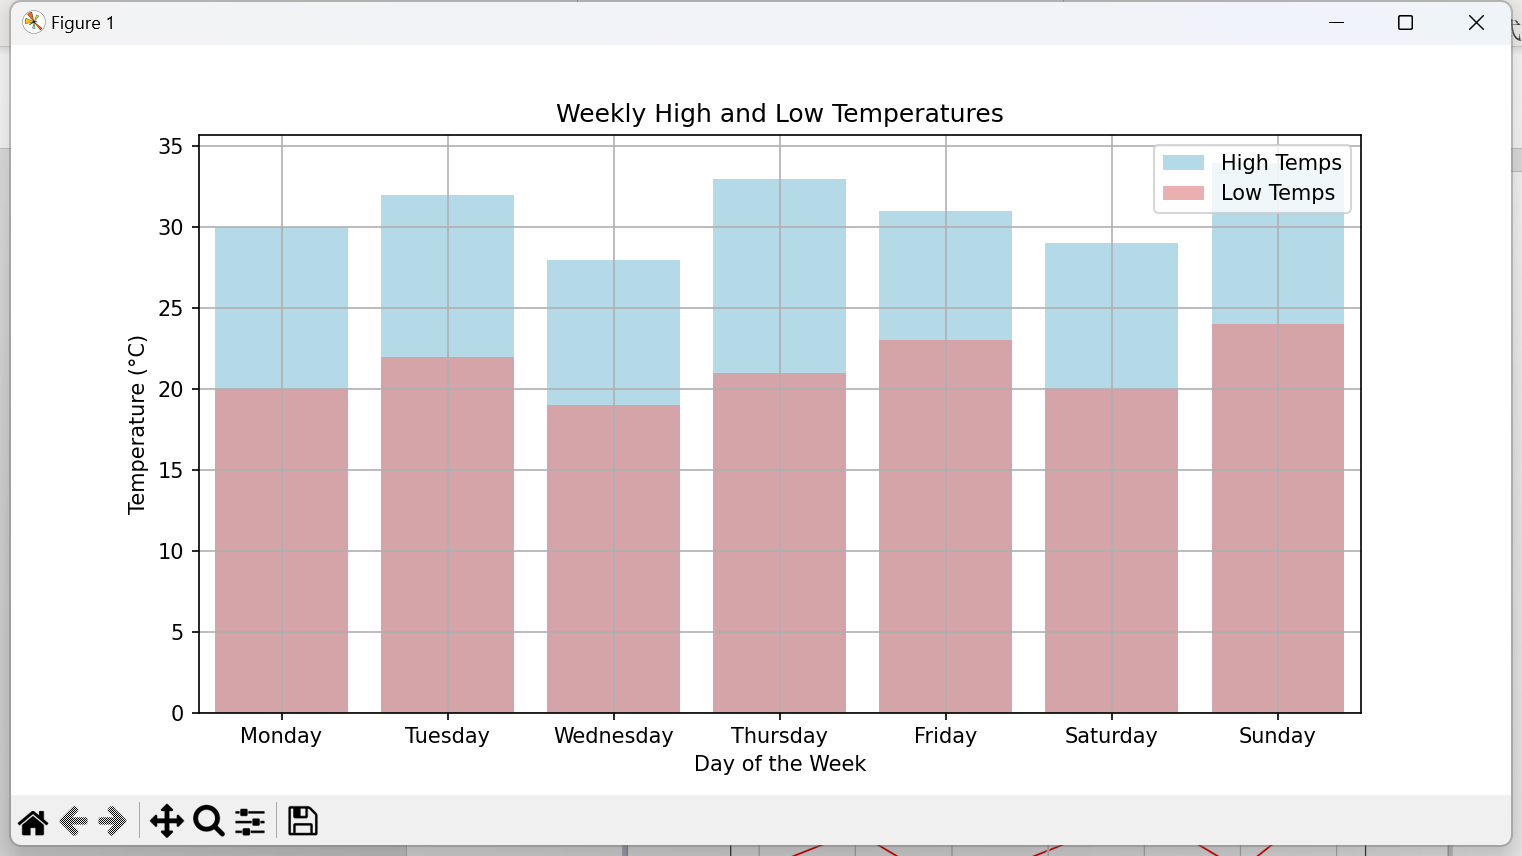 Figure 1
Weekly High and Low Temperatures
High Temps
Low Temps
35
30
25
20
15
10
5
0
Temperature (°C)
Monday Tuesday Wednesday Thursday Friday Saturday Sunday
Day of the Week